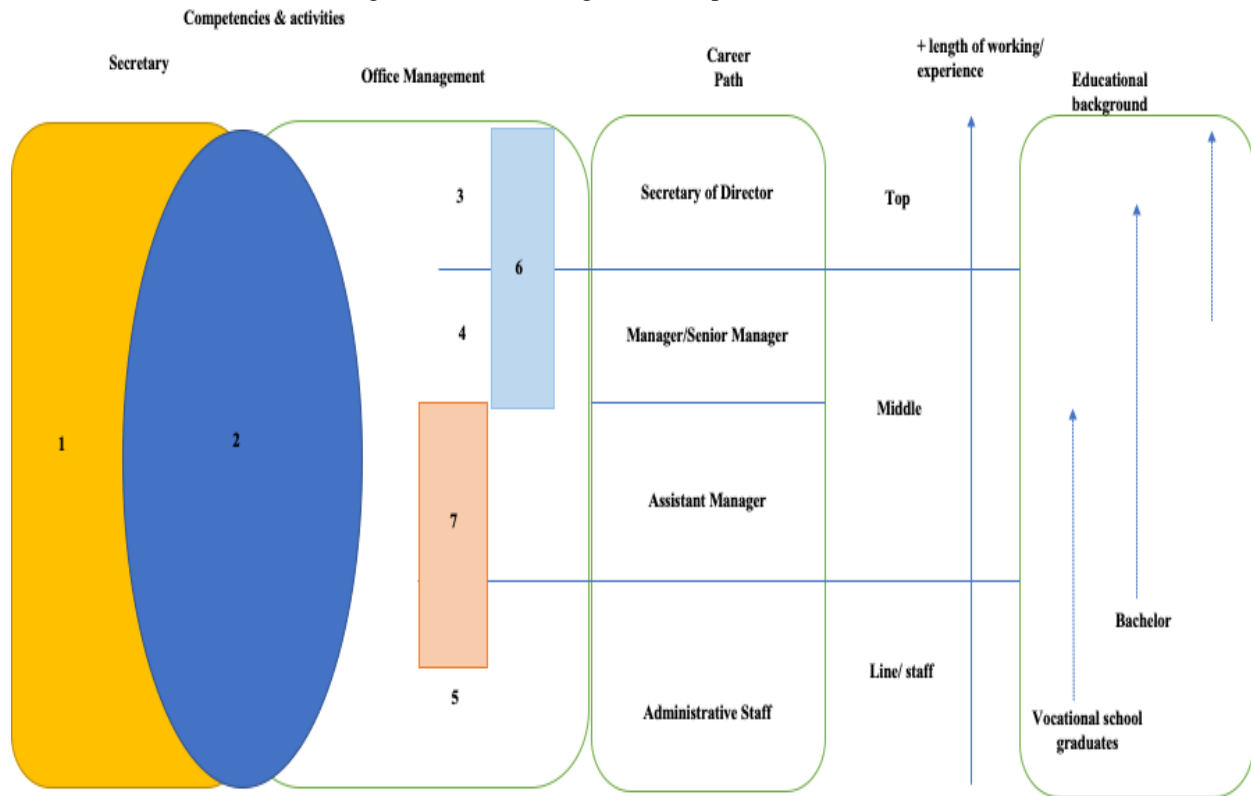 Competencies & activities
Secretary
Office Management
Career
Path
+ length of working/
experience
Educational
background
3
Secretary of Director
Top
6
4
Manager/Senior Manager
Middle
1
2
7
Assistant Manager
Bachelor
Line/ staff
5
Administrative Staff
Vocational school
graduates